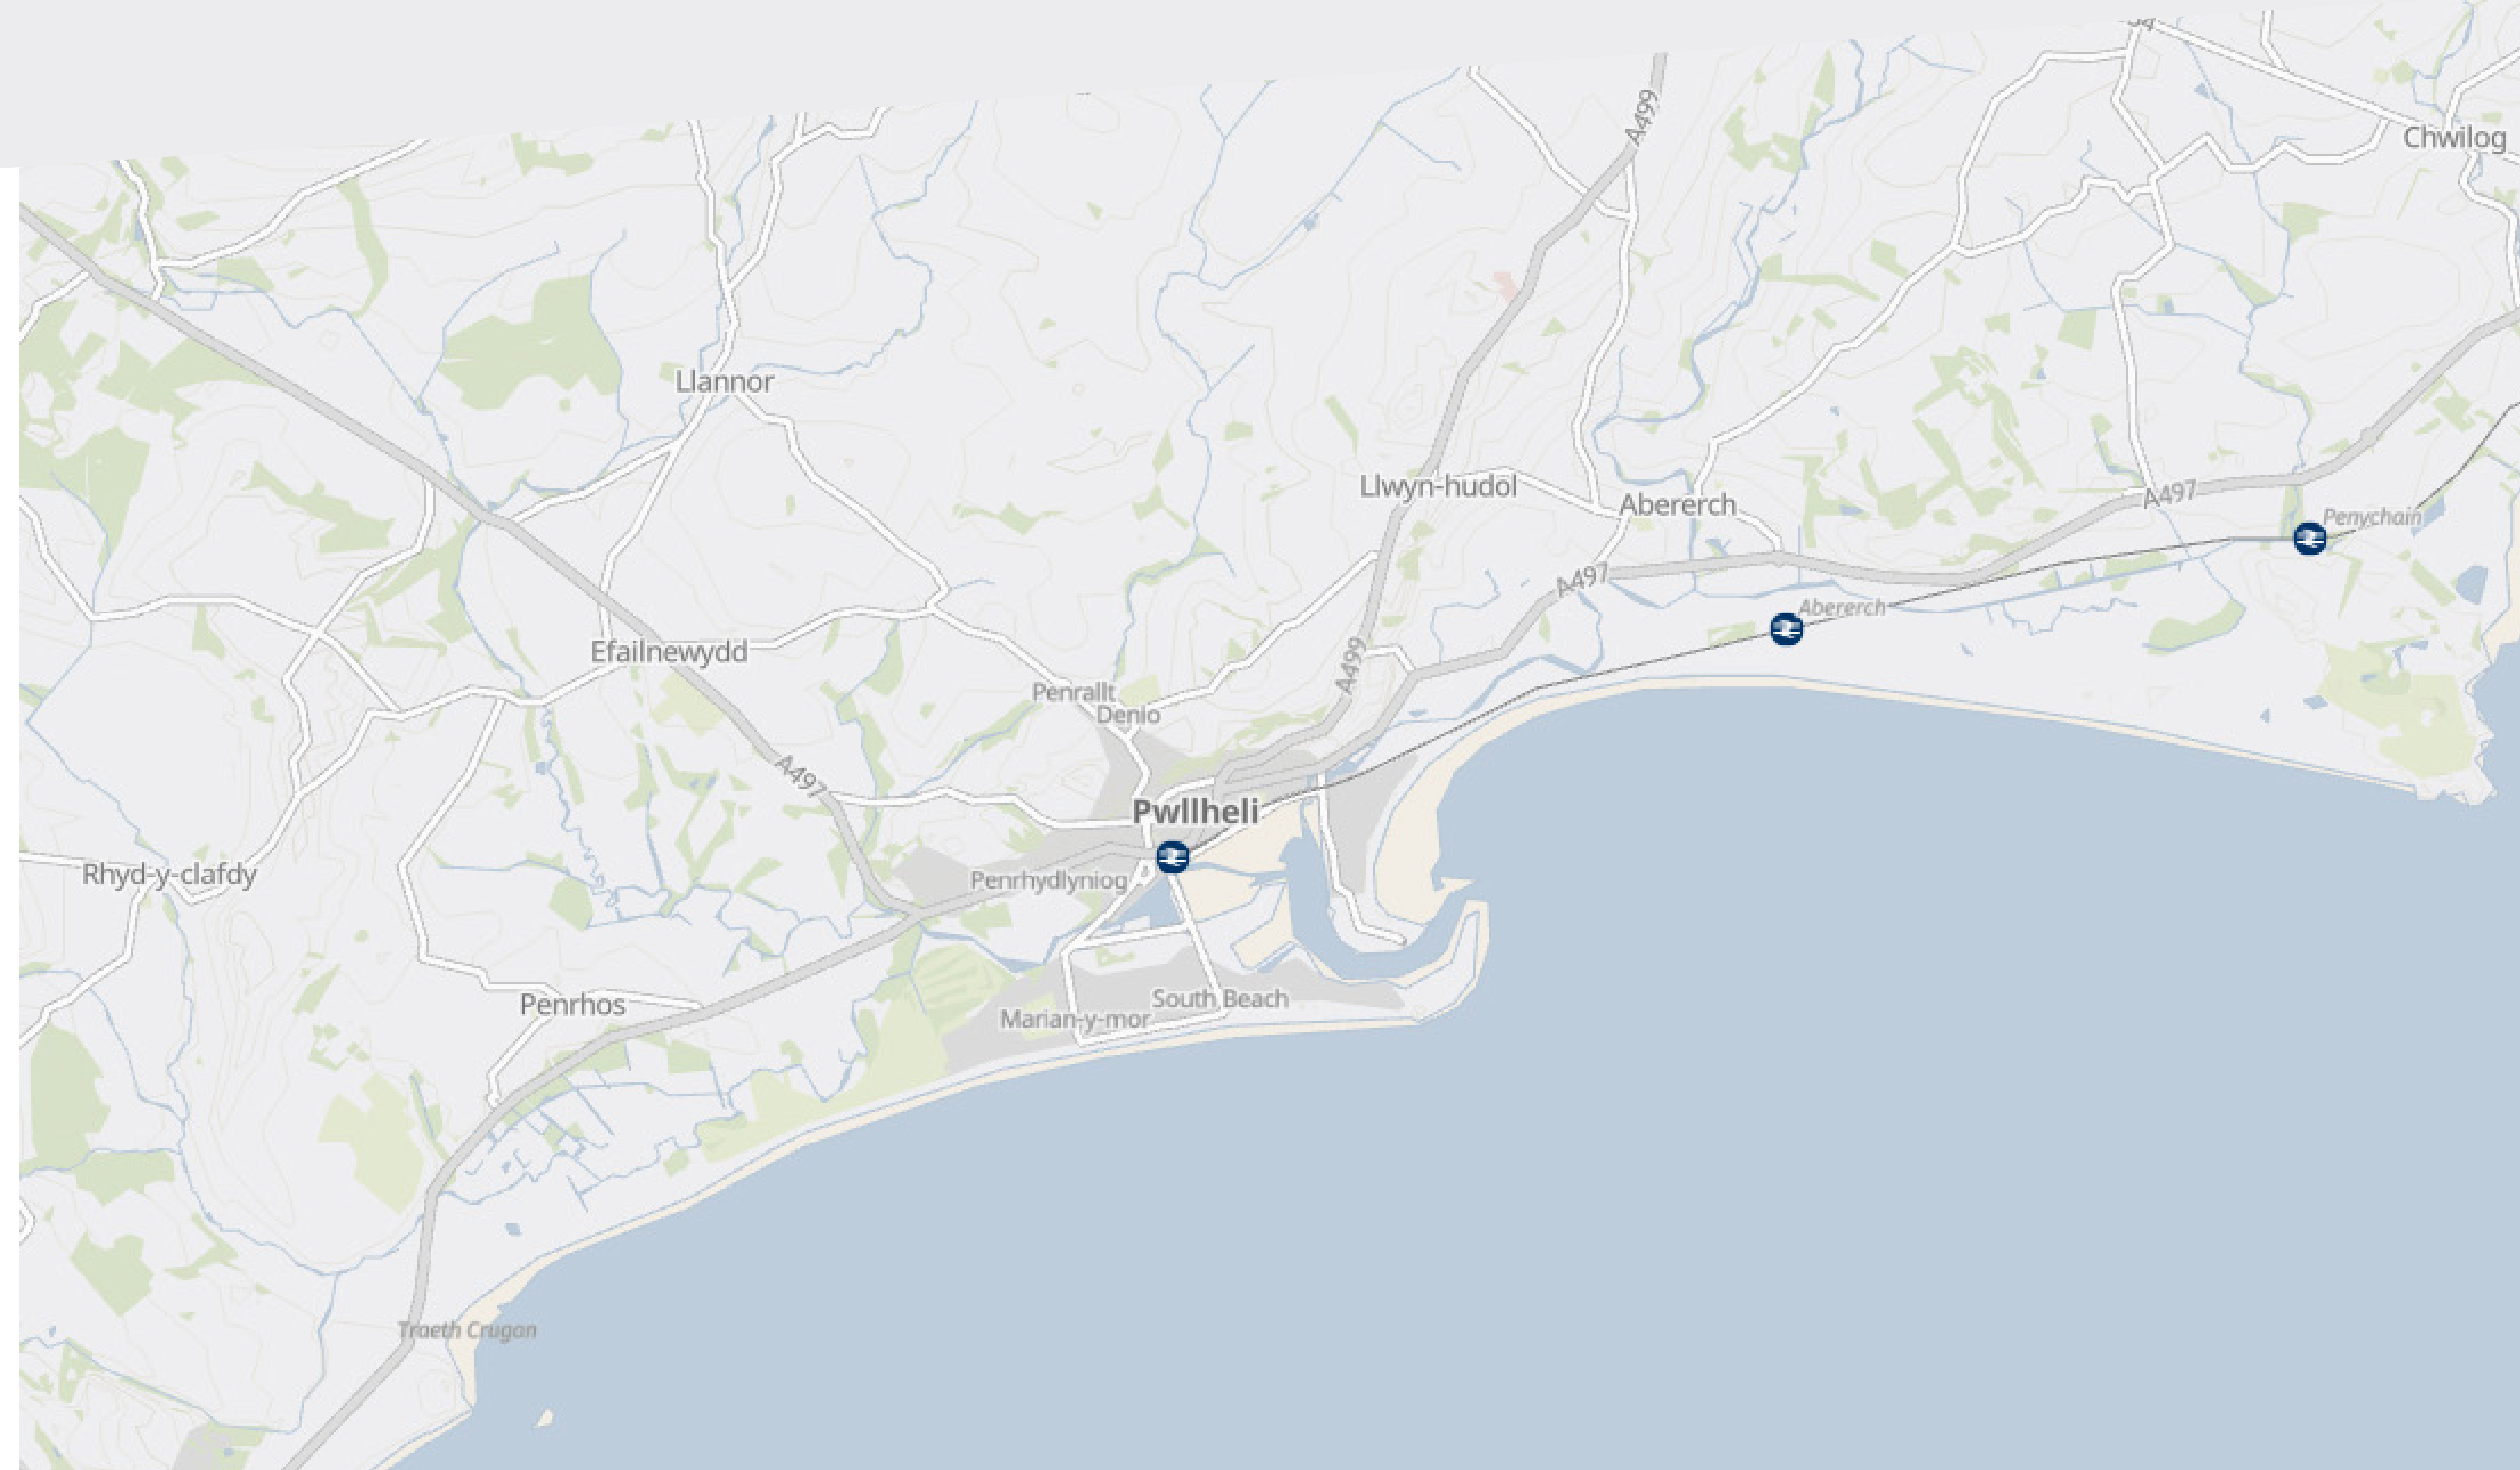 A499
Chwilog
Llannor
Llwyn-hudol
Abererch
A497
Penychain
A497
Abererch
Efailnewydd
A499
Penrallt
Denio
A497
Pwllheli
Rhyd-y-clafdy
Penrhydlyniog
Penrhos
South Beach
Marian-y-mor
Traeth Crugan